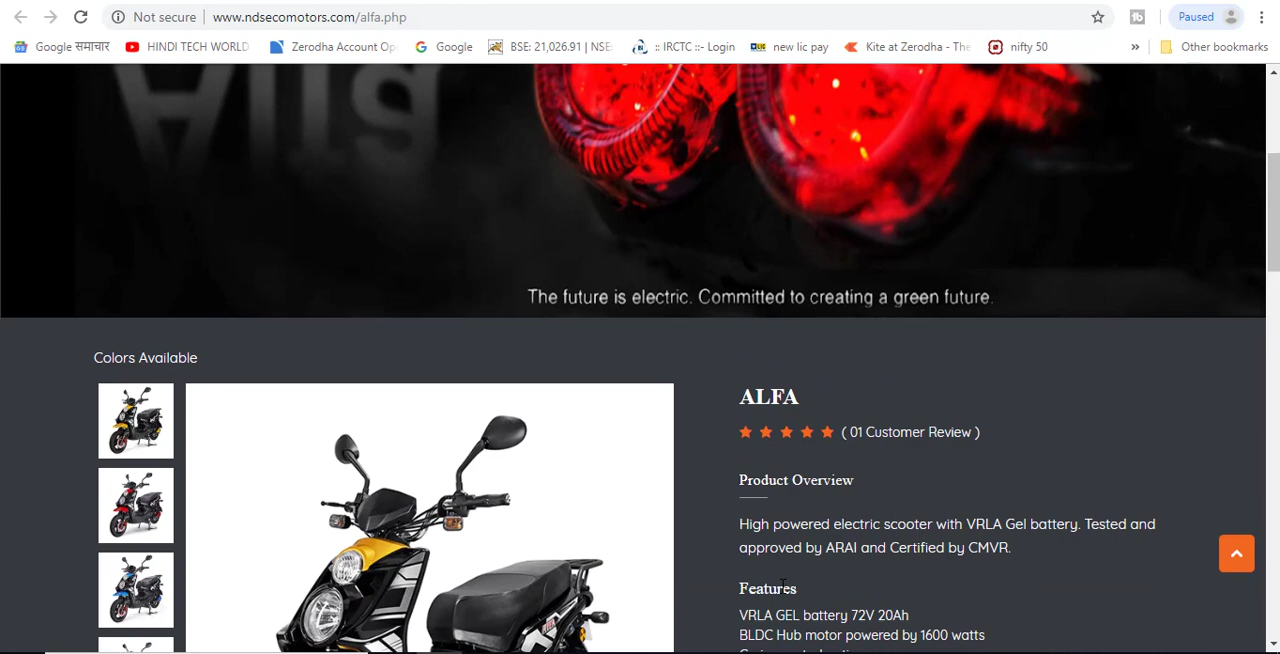 Not secure
www.ndsecomotors.com/alfa.php
Paused
Google समाचार
HINDI TECH WORLD
Zerodha Account Op
Google
BSE: 21,026.91 | NSE
:: IRCTC ::- Login
new lic pay
Kite at Zerodha - The
nifty 50
»
Other bookmarks
Alfa
The future is electric. Committed to creating a green future.
Colors Available
ALFA
( 01 Customer Review )
Product Overview
High powered electric scooter with VRLA Gel battery. Tested and
approved by ARAI and Certified by CMVR.
Features
VRLA GEL battery 72V 20Ah
BLDC Hub motor powered by 1600 watts